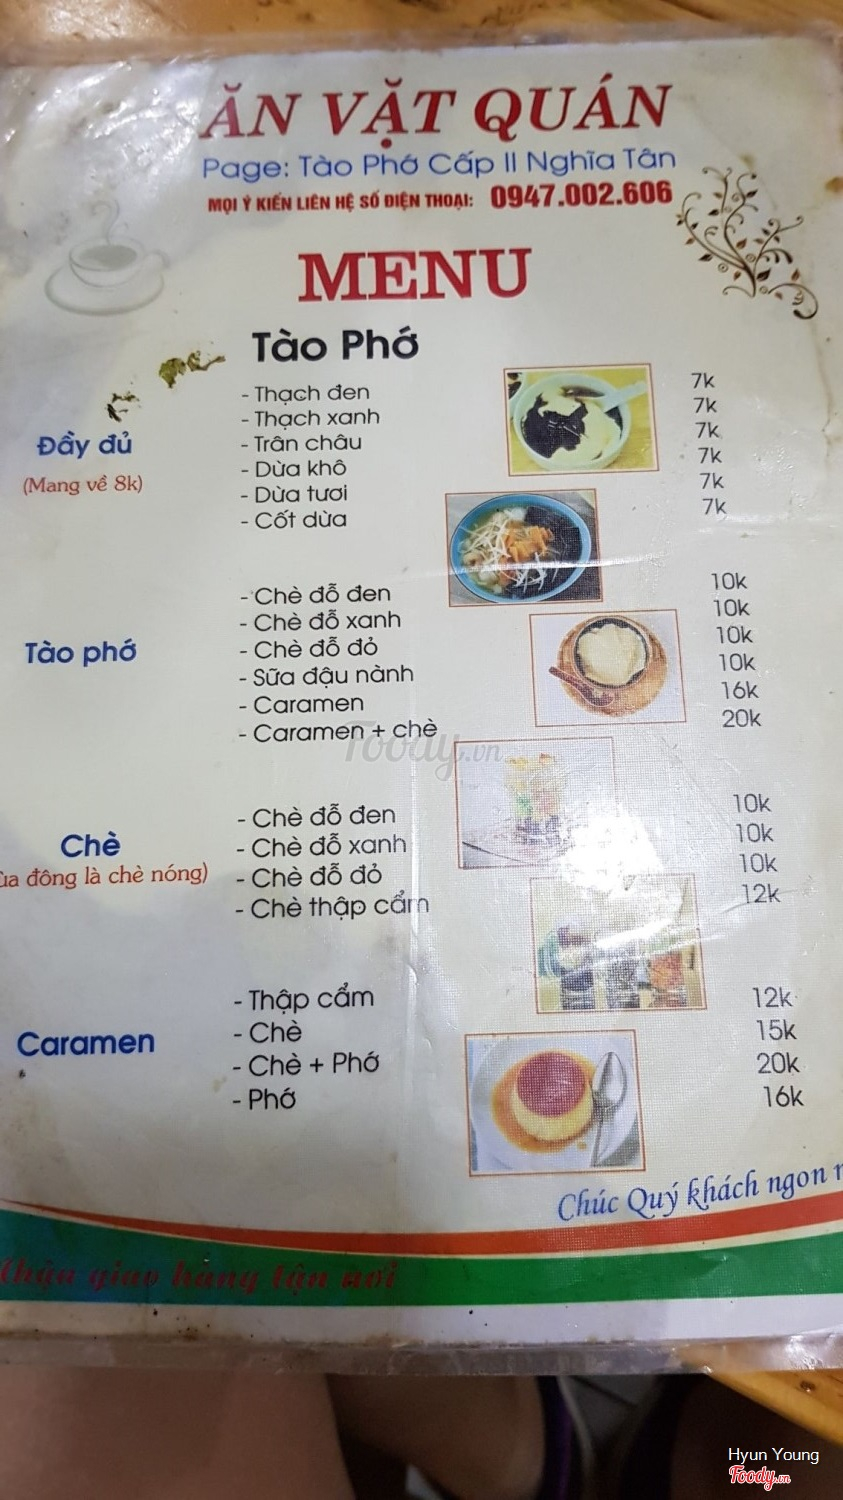 ĂN VẶT QUÁN
Page: Tào Phớ Cấp II Nghĩa Tân
MỌI Ý KIẾN LIÊN HỆ SỐ ĐIỆN THOẠI: 0947.002.606
MENU
Tào Phớ
Đầy đủ
(Mang về 8k)
- Thạch đen 7k
- Thạch xanh 7k
- Trân châu 7k
- Dừa khô 7k
- Dừa tươi 7k
- Cốt dừa 7k
Tào phớ
- Chè đỗ đen 10k
- Chè đỗ xanh 10k
- Chè đỗ đỏ 10k
- Sữa đậu nành 10k
- Caramen 16k
- Caramen + chè 20k
Foody.vn
Chè
đông là chè nóng)
- Chè đỗ đen 10k
- Chè đỗ xanh 10k
- Chè đỗ đỏ 10k
- Chè thập cẩm 12k
Caramen
- Thập cẩm 12k
- Chè 15k
- Chè + Phớ 20k
- Phớ 16k
Chúc Quý khách ngon
giao hàng tận nơi
Hyun Young
Foody.vn